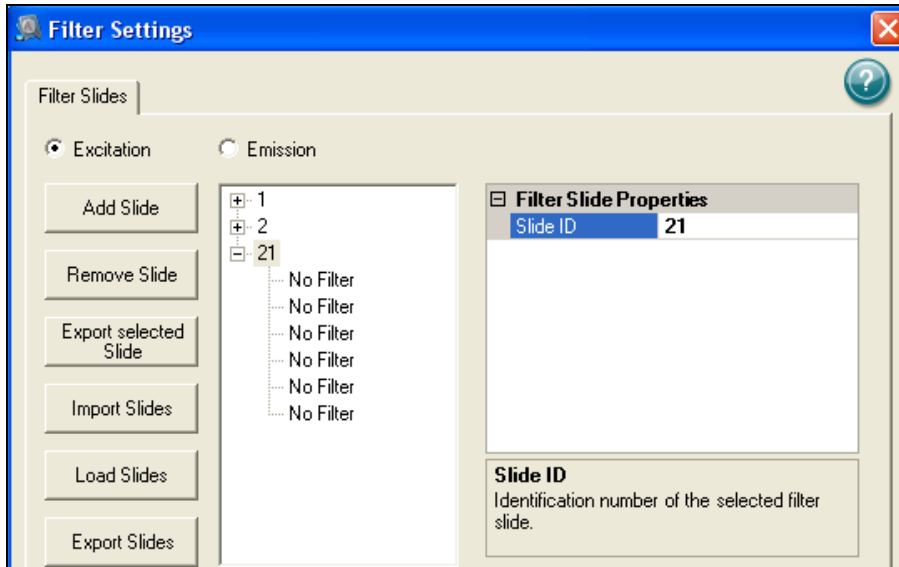 Filter Settings
?
Filter Slides
Excitation
Emission
Add Slide
Remove Slide
Export selected
Slide
Import Slides
Load Slides
Export Slides
1
2
21
No Filter
No Filter
No Filter
No Filter
No Filter
No Filter
Filter Slide Properties
Slide ID 21
Slide ID
Identification number of the selected filter
slide.